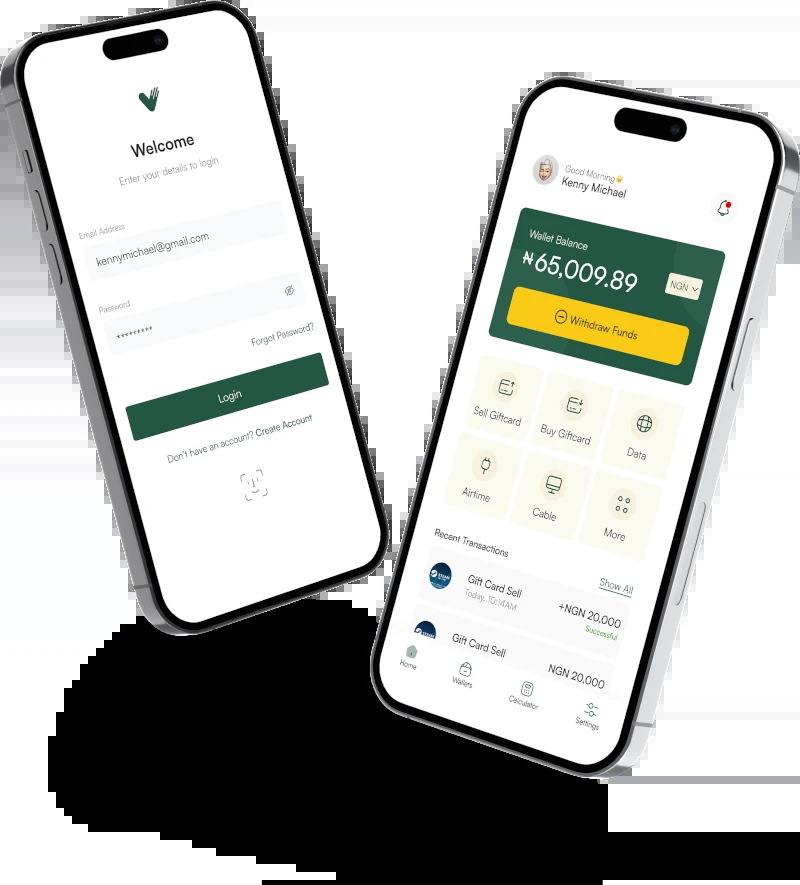 Welcome
Enter your details to login
Email Address
kennymichael@gmail.com
Password
*********
Forgot Password?
Login
Don't have an account? Create Account
Good Morning👋
Kenny Michael
Wallet Balance
₦65,009.89
NGN
Withdraw Funds
Sell Giftcard
Buy Giftcard
Data
Airtime
Cable
More
Recent Transactions
Show All
STEAM
Gift Card Sell
+NGN 20,000
Today, 10:14AM
Successful
Gift Card Sell
NGN 20,000
Home
Wallets
Calculator
Settings